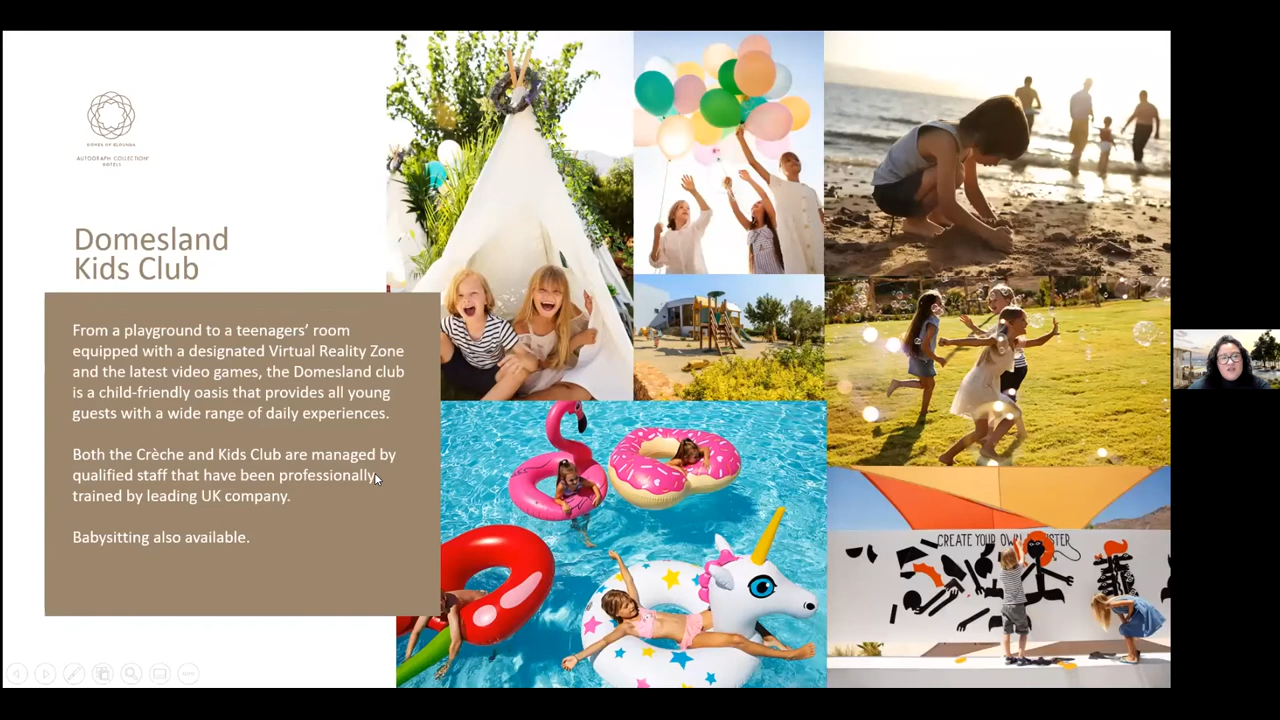 DOMES OF ELOUNDA
AUTOGRAPH COLLECTION
HOTELS
Domesland
Kids Club
From a playground to a teenagers’ room
equipped with a designated Virtual Reality Zone
and the latest video games, the Domesland club
is a child-friendly oasis that provides all young
guests with a wide range of daily experiences.
Both the Crèche and Kids Club are managed by
qualified staff that have been professionally
trained by leading UK company.
Babysitting also available.
CREATE YOUR OWN